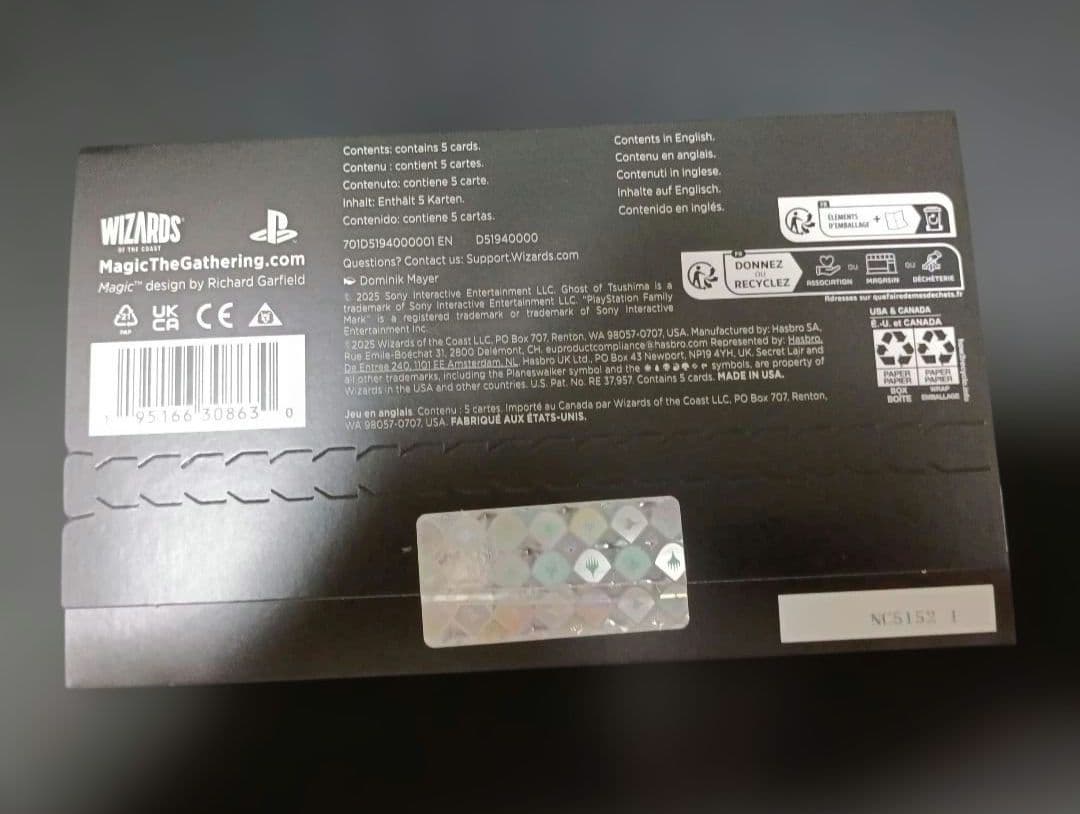 WIZARDS
OF THE COAST
MagicTheGathering.com
Magic™ design by Richard Garfield
21
PAP
UK
CA
CE
95166 30863 0
Contents: contains 5 cards.
Contenu : contient 5 cartes.
Contenuto: contiene 5 carte.
Inhalt: Enthält 5 Karten.
Contenido: contiene 5 cartas.
701D5194000001 EN D51940000
Questions? Contact us: Support.Wizards.com
Dominik Mayer
© 2025 Sony Interactive Entertainment LLC. Ghost of Tsushima is a
trademark of Sony Interactive Entertainment LLC. "PlayStation Family
Mark" is a registered trademark or trademark of Sony Interactive
Entertainment Inc.
©2025 Wizards of the Coast LLC, PO Box 707, Renton, WA 98057-0707, USA. Manufactured by: Hasbro SA,
Rue Emile-Boéchat 31, 2800 Delémont, CH. euproductcompliance@hasbro.com Represented by: Hasbro,
De Entree 240, 1101 EE Amsterdam, NL. Hasbro UK Ltd., PO Box 43 Newport, NP19 4YH, UK. Secret Lair and
all other trademarks, including the Planeswalker symbol and the symbols, are property of
Wizards in the USA and other countries. U.S. Pat. No. RE 37,957. Contains 5 cards. MADE IN USA.
Jeu en anglais. Contenu : 5 cartes. Importé au Canada par Wizards of the Coast LLC, PO Box 707, Renton,
WA 98057-0707, USA. FABRIQUÉ AUX ÉTATS-UNIS.
Contents in English.
Contenu en anglais.
Contenuti in inglese.
Inhalte auf Englisch.
Contenido en inglés.
FR
ÉLÉMENTS
D'EMBALLAGE
+
FR
DONNEZ
OU
RECYCLEZ
ASSOCIATION OU MAGASIN OU DÉCHÈTERIE
Adresses sur quefairedemesdechets.fr
USA & CANADA
É.-U. et CANADA
PAPER PAPER
PAPIER PAPIER
BOX WRAP
BOÎTE EMBALLAGE
NC5152 1